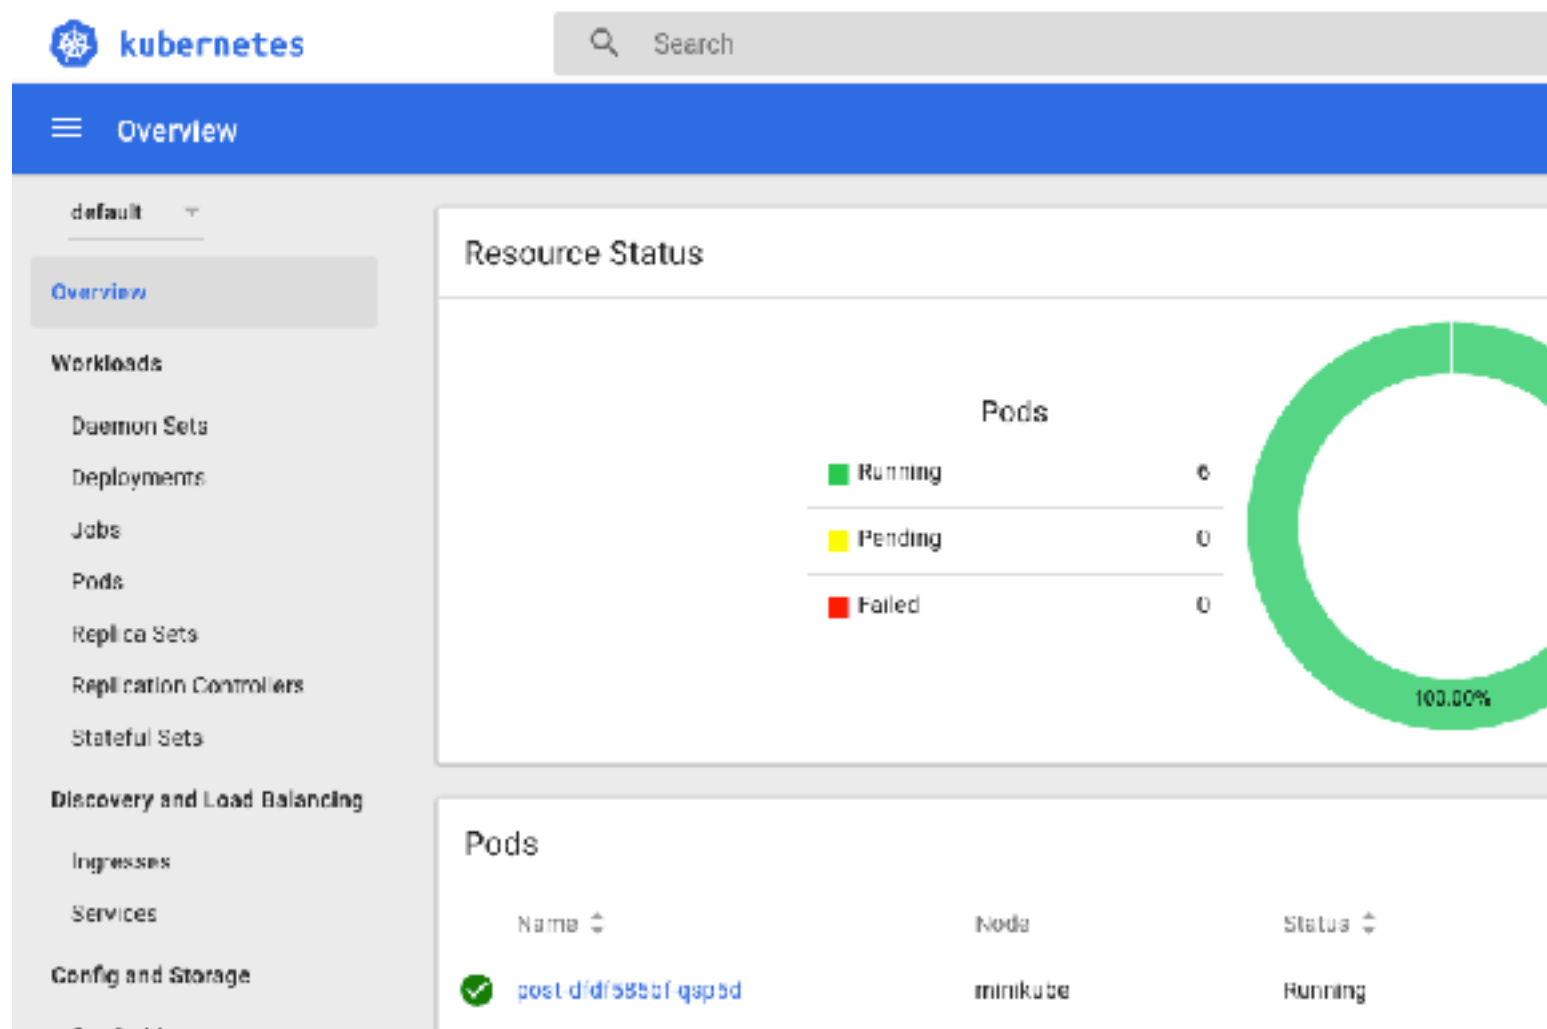 kubernetes
Search
Overview
default
Overview
Workloads
Daemon Sets
Deployments
Jobs
Pods
Replica Sets
Replication Controllers
Stateful Sets
Discovery and Load Balancing
Ingresses
Services
Config and Storage
Resource Status
Pods
Running 6
Pending 0
Failed 0
100.00%
Pods
Name Node Status
minikube Running